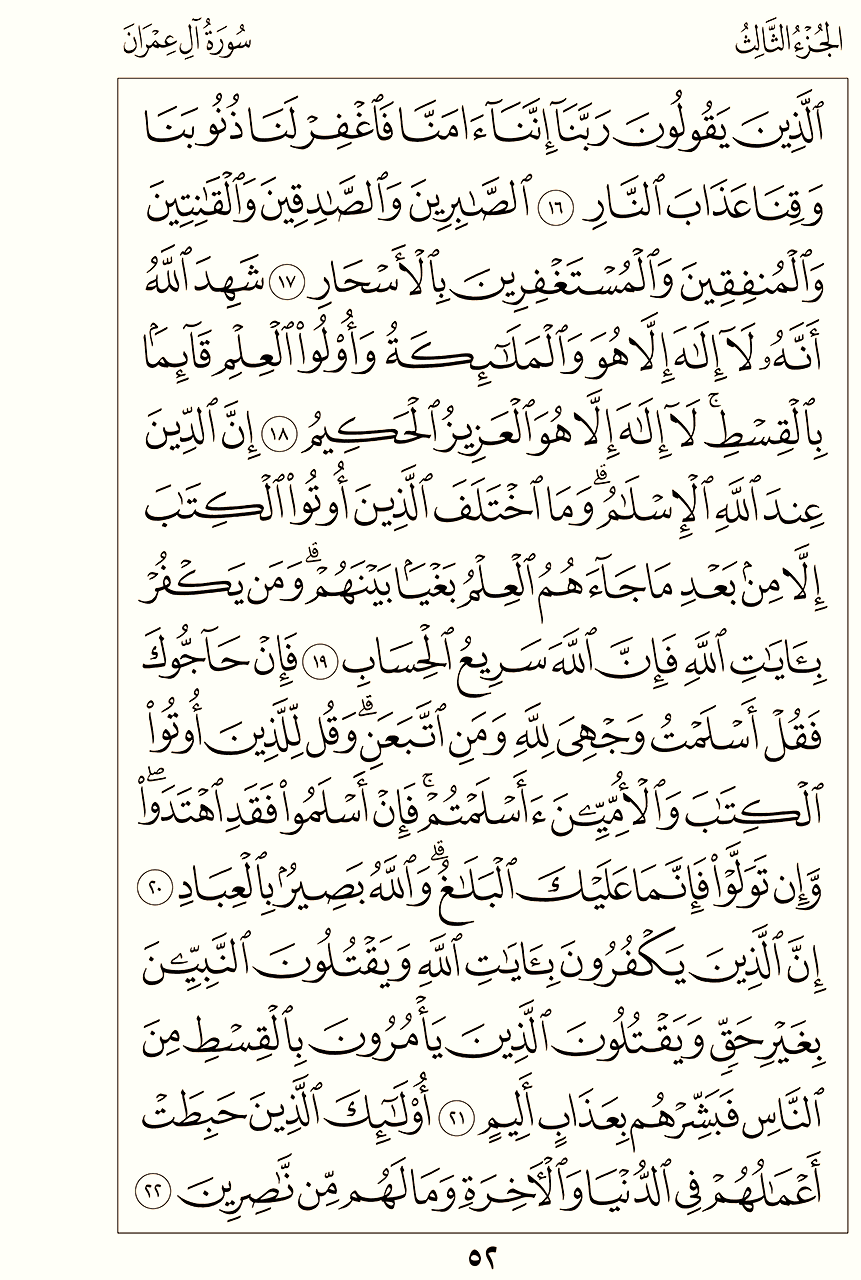 الجُزْءُ الثَّالِثُ
سُورَةُ آلِ عِمْرَانَ
ٱلَّذِينَ يَقُولُونَ رَبَّنَآ إِنَّنَآ ءَامَنَّا فَٱغْفِرْ لَنَا ذُنُوبَنَا
وَقِنَا عَذَابَ ٱلنَّارِ ١٦ ٱلصَّٰبِرِينَ وَٱلصَّٰدِقِينَ وَٱلْقَٰنِتِينَ
وَٱلْمُنفِقِينَ وَٱلْمُسْتَغْفِرِينَ بِٱلْأَسْحَارِ ١٧ شَهِدَ ٱللَّهُ
أَنَّهُۥ لَآ إِلَٰهَ إِلَّا هُوَ وَٱلْمَلَٰٓئِكَةُ وَأُو۟لُوا۟ ٱلْعِلْمِ قَآئِمًۢا
بِٱلْقِسْطِ ۚ لَآ إِلَٰهَ إِلَّا هُوَ ٱلْعَزِيزُ ٱلْحَكِيمُ ١٨ إِنَّ ٱلدِّينَ
عِندَ ٱللَّهِ ٱلْإِسْلَٰمُ ۗ وَمَا ٱخْتَلَفَ ٱلَّذِينَ أُوتُوا۟ ٱلْكِتَٰبَ
إِلَّا مِنۢ بَعْدِ مَا جَآءَهُمُ ٱلْعِلْمُ بَغْيًۢا بَيْنَهُمْ ۗ وَمَن يَكْفُرْ
بِـَٔايَٰتِ ٱللَّهِ فَإِنَّ ٱللَّهَ سَرِيعُ ٱلْحِسَابِ ١٩ فَإِنْ حَآجُّوكَ
فَقُلْ أَسْلَمْتُ وَجْهِىَ لِلَّهِ وَمَنِ ٱتَّبَعَنِ ۗ وَقُل لِّلَّذِينَ أُوتُوا۟
ٱلْكِتَٰبَ وَٱلْأُمِّيِّـۧنَ ءَأَسْلَمْتُمْ ۚ فَإِنْ أَسْلَمُوا۟ فَقَدِ ٱهْتَدَوا۟ ۖ
وَّإِن تَوَلَّوْا۟ فَإِنَّمَا عَلَيْكَ ٱلْبَلَٰغُ ۗ وَٱللَّهُ بَصِيرٌۢ بِٱلْعِبَادِ ٢٠
إِنَّ ٱلَّذِينَ يَكْفُرُونَ بِـَٔايَٰتِ ٱللَّهِ وَيَقْتُلُونَ ٱلنَّبِيِّـۧنَ
بِغَيْرِ حَقٍّ وَيَقْتُلُونَ ٱلَّذِينَ يَأْمُرُونَ بِٱلْقِسْطِ مِنَ
ٱلنَّاسِ فَبَشِّرْهُم بِعَذَابٍ أَلِيمٍ ٢١ أُو۟لَٰٓئِكَ ٱلَّذِينَ حَبِطَتْ
أَعْمَٰلُهُمْ فِى ٱلدُّنْيَا وَٱلْـَٔاخِرَةِ وَمَا لَهُم مِّن نَّٰصِرِينَ ٢٢
٥٢